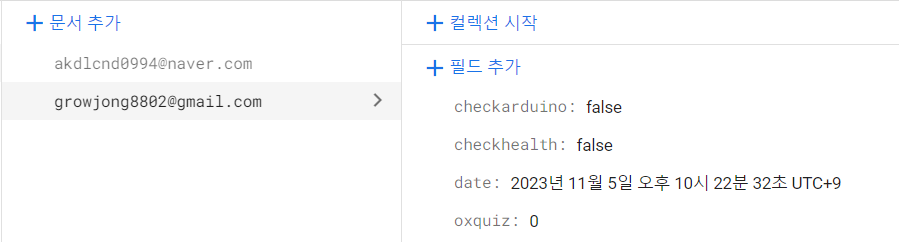 + 문서 추가
akdlcnd0994@naver.com
growjong8802@gmail.com
+ 컬렉션 시작
+ 필드 추가
checkarduino: false
checkhealth: false
date: 2023년 11월 5일 오후 10시 22분 32초 UTC+9
oxquiz: 0